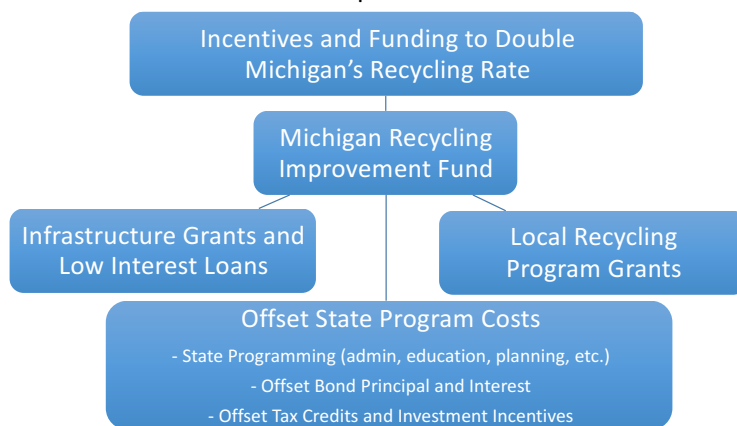 Incentives and Funding to Double
Michigan’s Recycling Rate
Michigan Recycling
Improvement Fund
Infrastructure Grants and
Low Interest Loans
Local Recycling
Program Grants
Offset State Program Costs
- State Programming (admin, education, planning, etc.)
- Offset Bond Principal and Interest
- Offset Tax Credits and Investment Incentives